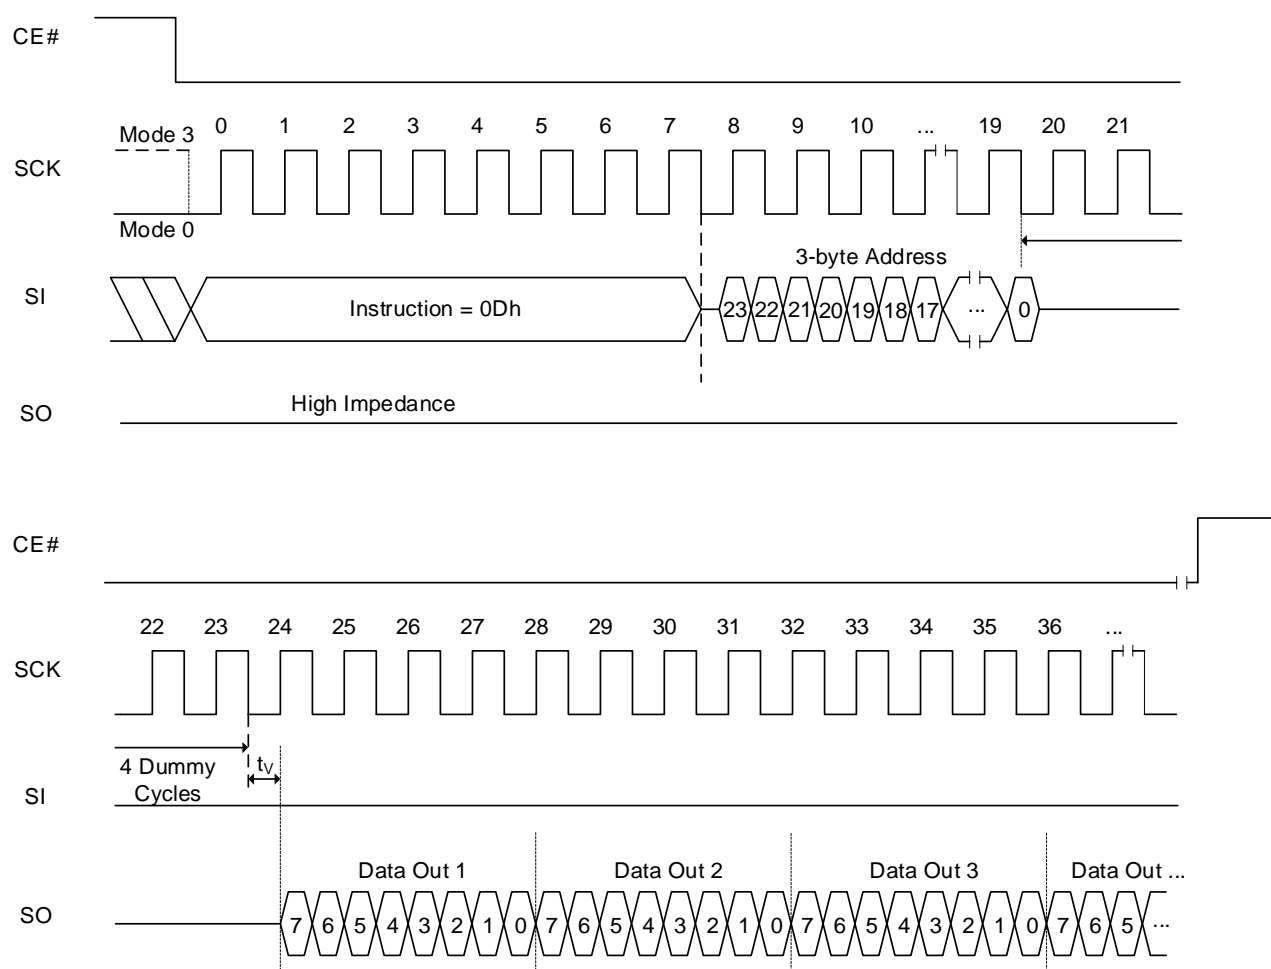 CE#
Mode 3 0 1 2 3 4 5 6 7 8 9 10 ... 19 20 21
SCK
Mode 0
3-byte Address
SI Instruction = 0Dh 23 22 21 20 19 18 17 ... 0
High Impedance
SO
CE#
22 23 24 25 26 27 28 29 30 31 32 33 34 35 36 ...
SCK
4 Dummy tV
Cycles
SI
Data Out 1 Data Out 2 Data Out 3 Data Out ...
SO 7 6 5 4 3 2 1 0 7 6 5 4 3 2 1 0 7 6 5 4 3 2 1 0 7 6 5 ...